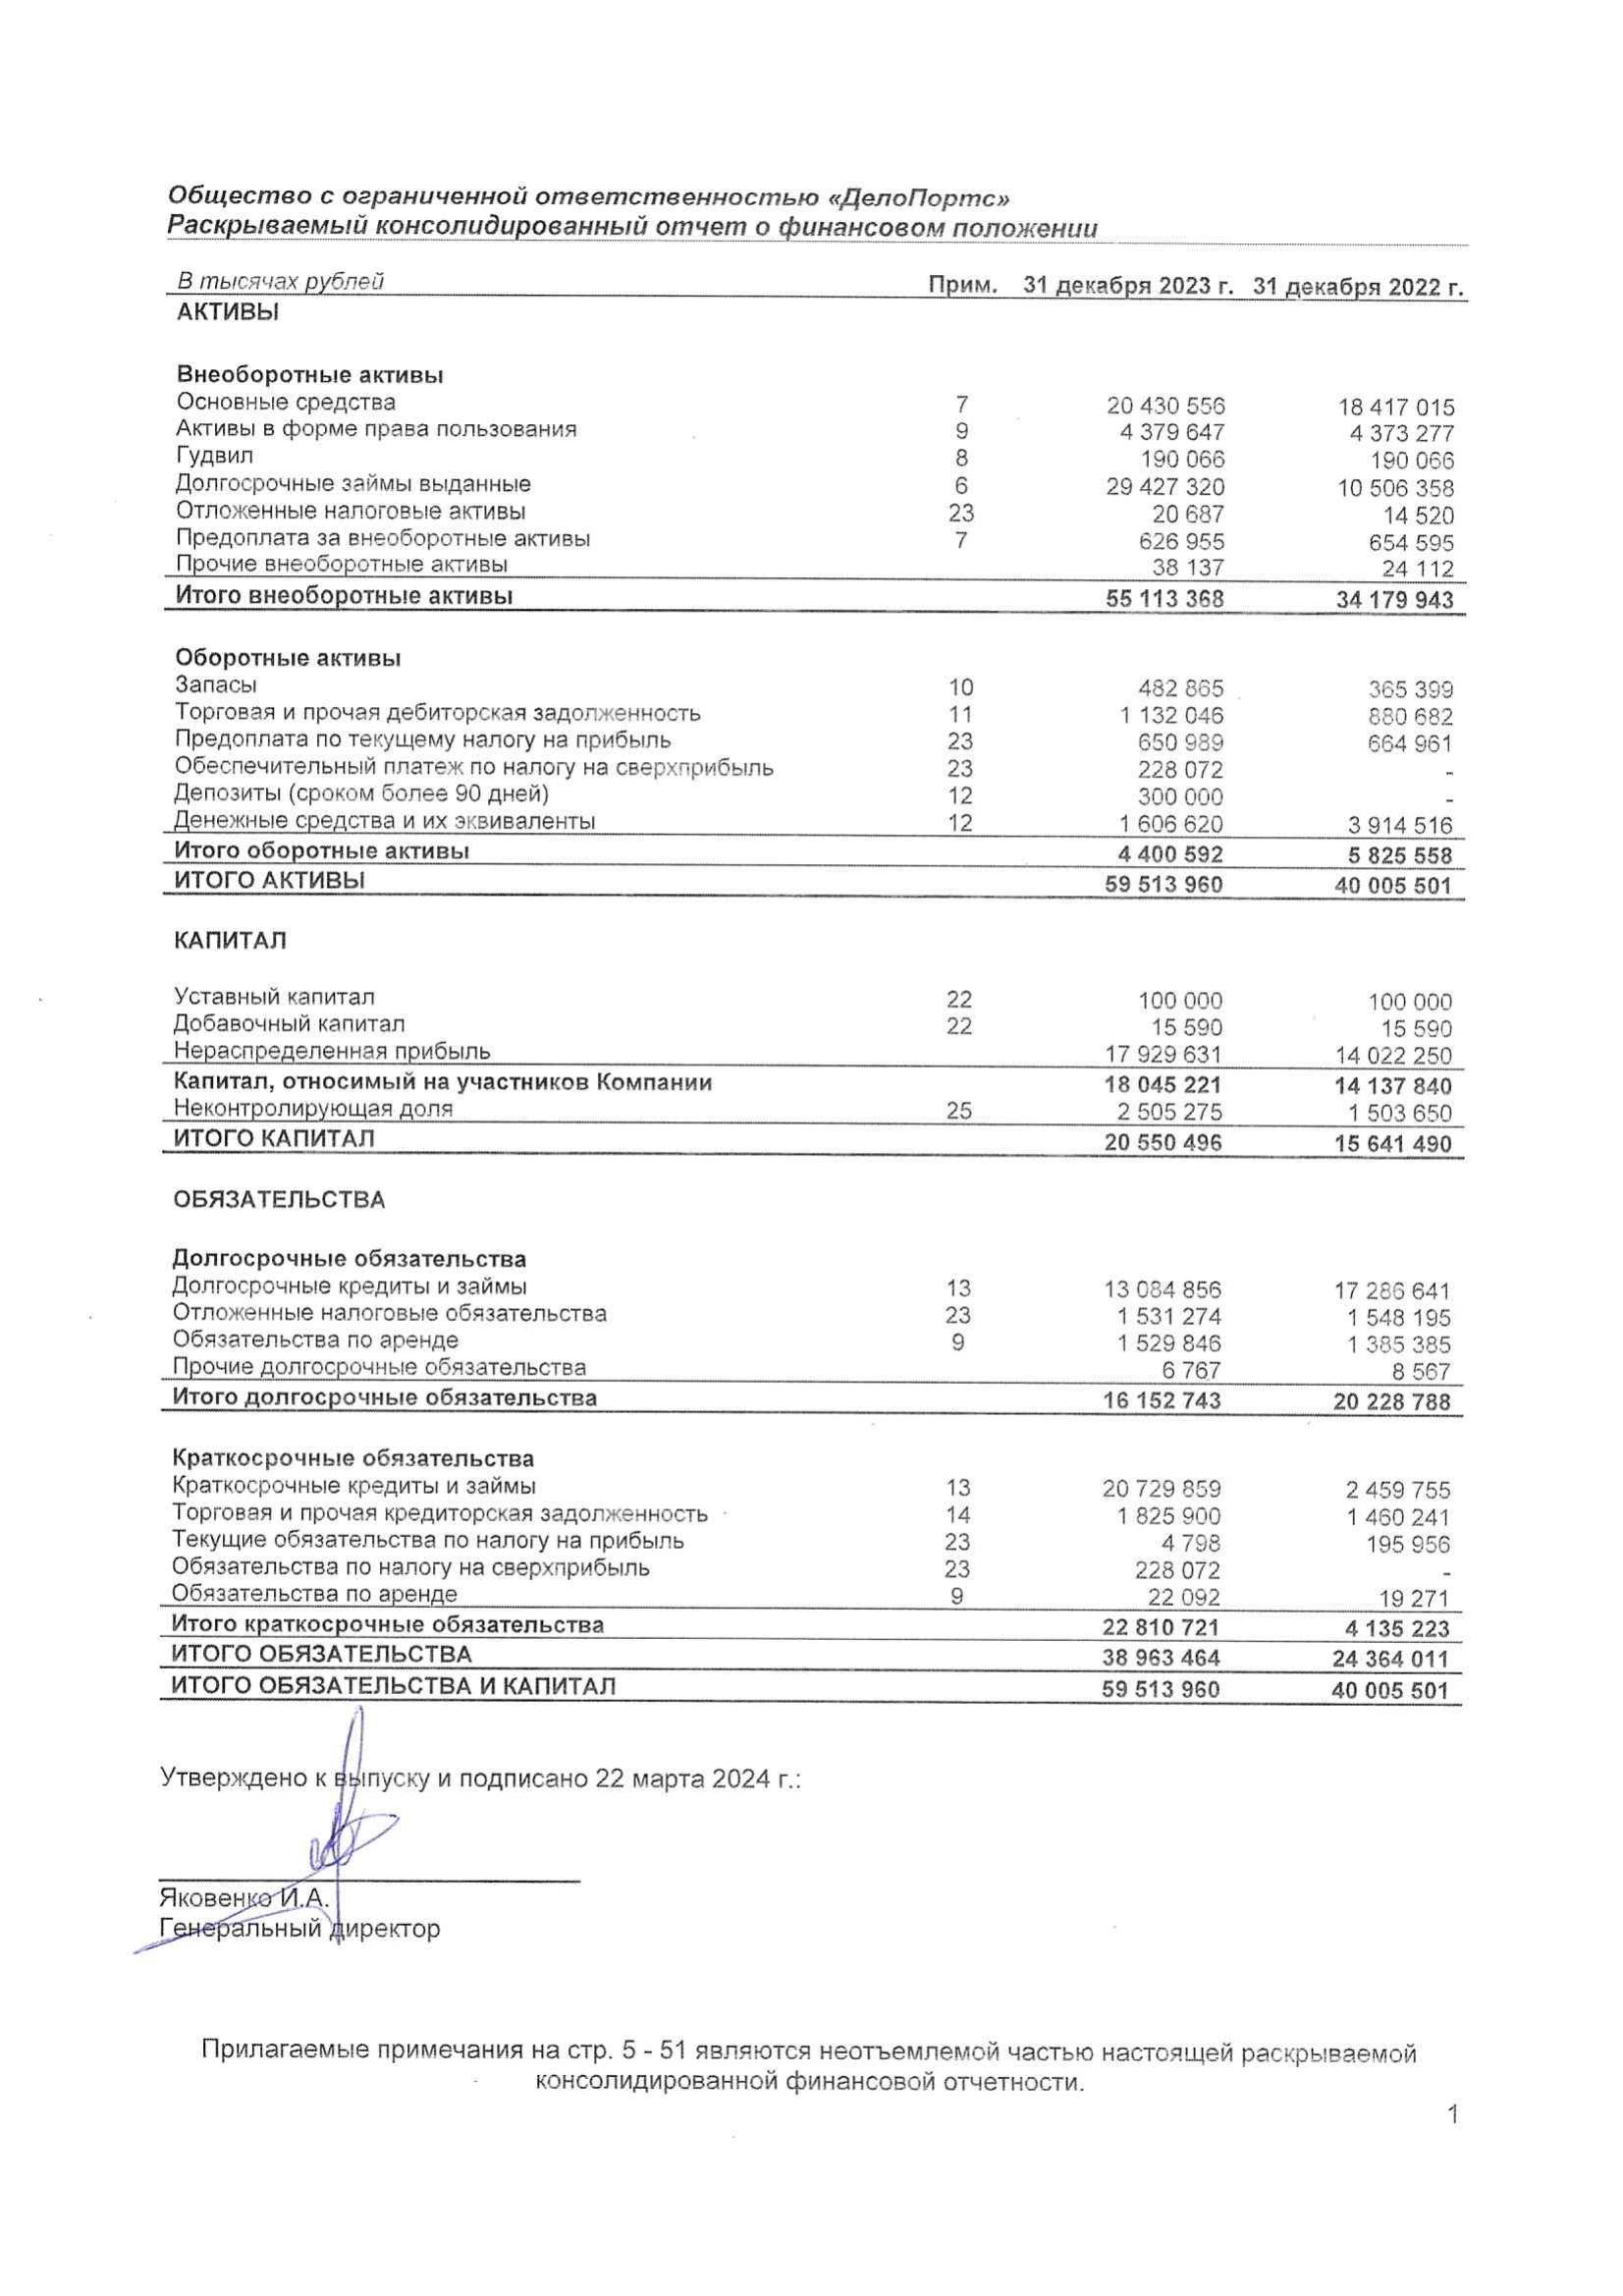 Общество с ограниченной ответственностью «ДелоПортс»
Раскрываемый консолидированный отчет о финансовом положении
В тысячах рублей Прим. 31 декабря 2023 г. 31 декабря 2022 г.
АКТИВЫ
Внеоборотные активы
Основные средства 7 20 430 556 18 417 015
Активы в форме права пользования 9 4 379 647 4 373 277
Гудвил 8 190 066 190 066
Долгосрочные займы выданные 6 29 427 320 10 506 358
Отложенные налоговые активы 23 20 687 14 520
Предоплата за внеоборотные активы 7 626 955 654 595
Прочие внеоборотные активы 38 137 24 112
Итого внеоборотные активы 55 113 368 34 179 943
Оборотные активы
Запасы 10 482 865 365 399
Торговая и прочая дебиторская задолженность 11 1 132 046 880 682
Предоплата по текущему налогу на прибыль 23 650 989 664 961
Обеспечительный платеж по налогу на сверхприбыль 23 228 072 -
Депозиты (сроком более 90 дней) 12 300 000 -
Денежные средства и их эквиваленты 12 1 606 620 3 914 516
Итого оборотные активы 4 400 592 5 825 558
ИТОГО АКТИВЫ 59 513 960 40 005 501
КАПИТАЛ
Уставный капитал 22 100 000 100 000
Добавочный капитал 22 15 590 15 590
Нераспределенная прибыль 17 929 631 14 022 250
Капитал, относимый на участников Компании 18 045 221 14 137 840
Неконтролирующая доля 25 2 505 275 1 503 650
ИТОГО КАПИТАЛ 20 550 496 15 641 490
ОБЯЗАТЕЛЬСТВА
Долгосрочные обязательства
Долгосрочные кредиты и займы 13 13 084 856 17 286 641
Отложенные налоговые обязательства 23 1 531 274 1 548 195
Обязательства по аренде 9 1 529 846 1 385 385
Прочие долгосрочные обязательства 6 767 8 567
Итого долгосрочные обязательства 16 152 743 20 228 788
Краткосрочные обязательства
Краткосрочные кредиты и займы 13 20 729 859 2 459 755
Торговая и прочая кредиторская задолженность 14 1 825 900 1 460 241
Текущие обязательства по налогу на прибыль 23 4 798 195 956
Обязательства по налогу на сверхприбыль 23 228 072 -
Обязательства по аренде 9 22 092 19 271
Итого краткосрочные обязательства 22 810 721 4 135 223
ИТОГО ОБЯЗАТЕЛЬСТВА 38 963 464 24 364 011
ИТОГО ОБЯЗАТЕЛЬСТВА И КАПИТАЛ 59 513 960 40 005 501
Утверждено к выпуску и подписано 22 марта 2024 г.:
Яковенко И.А.
Генеральный директор
Прилагаемые примечания на стр. 5 - 51 являются неотъемлемой частью настоящей раскрываемой
консолидированной финансовой отчетности.
1